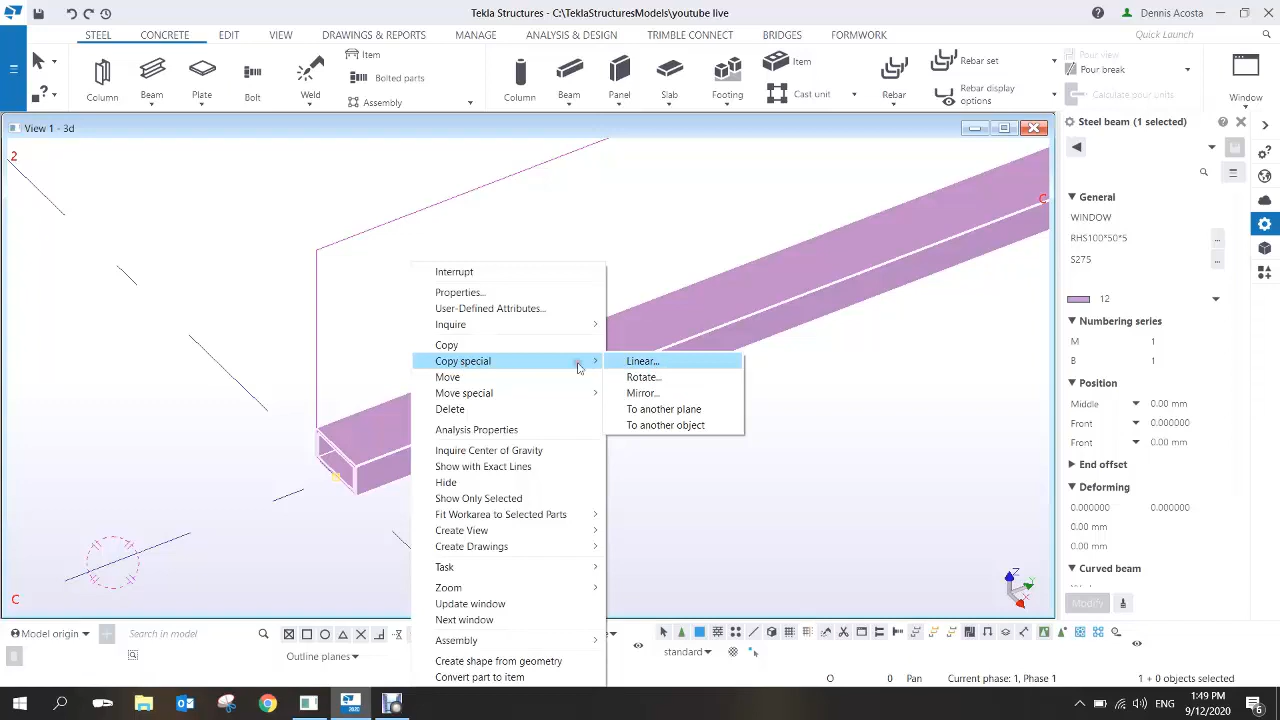 Tekla Structures - C:\TeklaStructuresModels\youtube live
Dennis Acosta
STEEL CONCRETE EDIT VIEW DRAWINGS & REPORTS MANAGE ANALYSIS & DESIGN TRIMBLE CONNECT BRIDGES FORMWORK Quick Launch
Column Beam Plate Bolt Weld
Item
Bolted parts
Assembly
Column Beam Panel Slab Footing
Item
Cast unit
Rebar
Rebar set
Rebar display options
Pour view
Pour break
Calculate pour units
Window
View 1 - 3d
2
C
C
Z
Y
X
Interrupt
Properties...
User-Defined Attributes...
Inquire
Copy
Copy special
Move
Move special
Delete
Analysis Properties
Inquire Center of Gravity
Show with Exact Lines
Hide
Show Only Selected
Fit Workarea to Selected Parts
Create View
Create Drawings
Task
Zoom
Update window
Next window
Assembly
Create shape from geometry
Convert part to item
Linear...
Rotate...
Mirror...
To another plane
To another object
Steel beam (1 selected)
General
WINDOW
RHS100*50*5
S275
12
Numbering series
M 1
B 1
Position
Middle 0.00 mm
Front 0.000000
Front 0.00 mm
End offset
Deforming
0.000000 0.000000
0.00 mm
0.00 mm
Curved beam
Modify
Model origin Search in model
Outline planes
standard
O 0 Pan Current phase: 1, Phase 1 1 + 0 objects selected
ENG
1:49 PM
9/12/2020
6